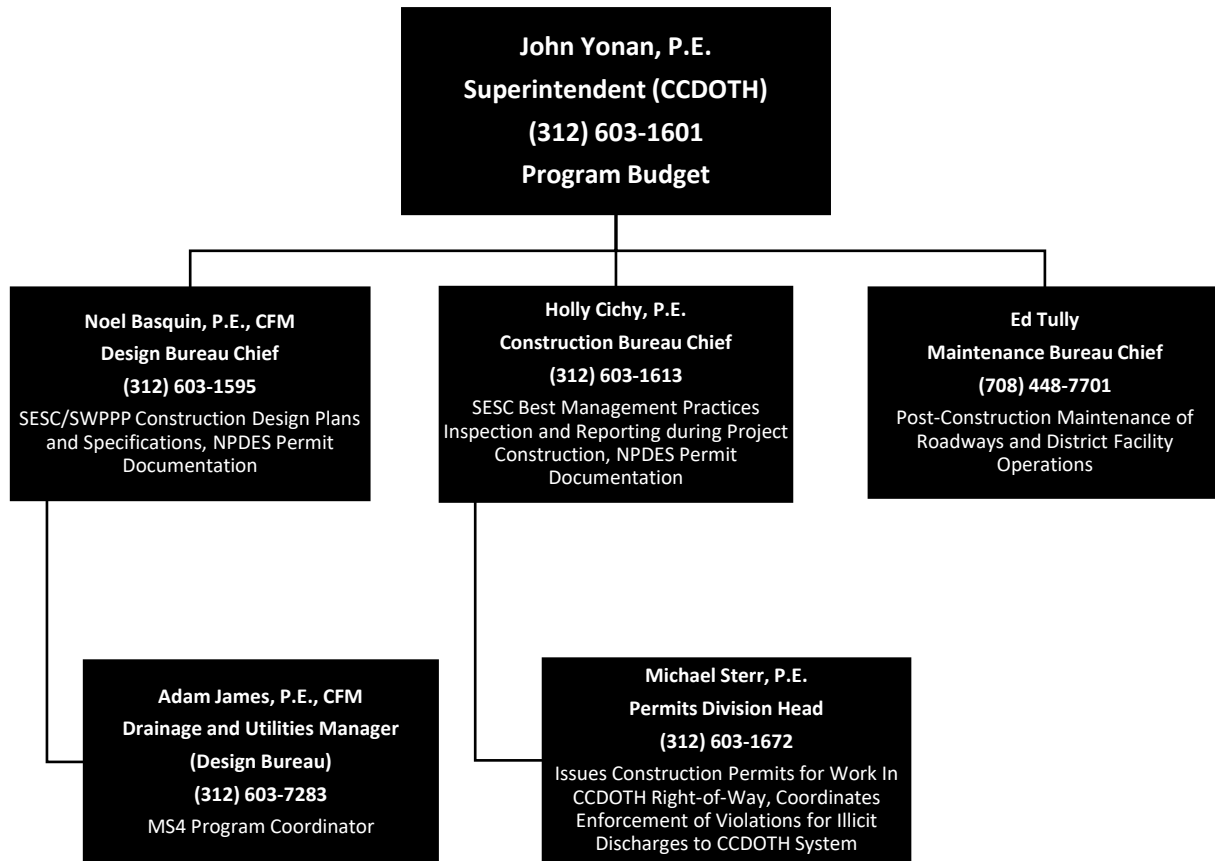 John Yonan, P.E.
Superintendent (CCDOTH)
(312) 603-1601
Program Budget
Noel Basquin, P.E., CFM
Design Bureau Chief
(312) 603-1595
SESC/SWPPP Construction Design Plans
and Specifications, NPDES Permit
Documentation
Holly Cichy, P.E.
Construction Bureau Chief
(312) 603-1613
SESC Best Management Practices
Inspection and Reporting during Project
Construction, NPDES Permit
Documentation
Ed Tully
Maintenance Bureau Chief
(708) 448-7701
Post-Construction Maintenance of
Roadways and District Facility
Operations
Adam James, P.E., CFM
Drainage and Utilities Manager
(Design Bureau)
(312) 603-7283
MS4 Program Coordinator
Michael Sterr, P.E.
Permits Division Head
(312) 603-1672
Issues Construction Permits for Work In
CCDOTH Right-of-Way, Coordinates
Enforcement of Violations for Illicit
Discharges to CCDOTH System